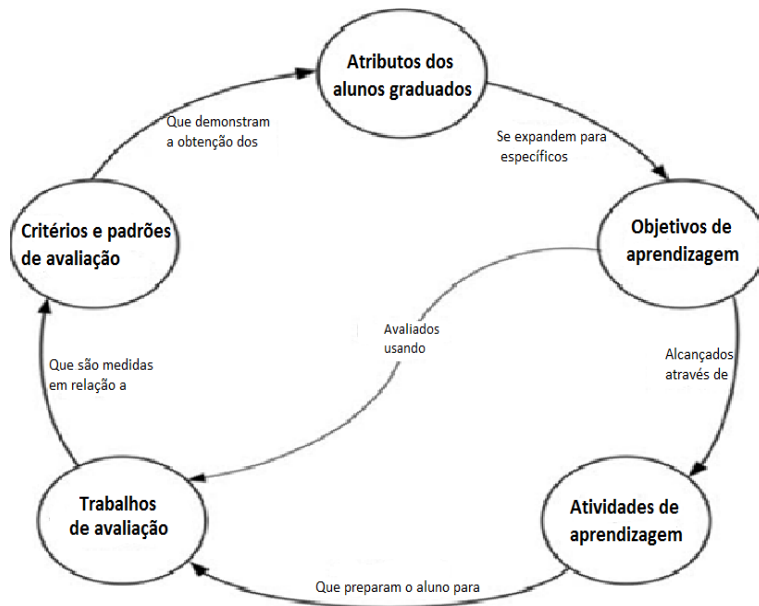 Atributos dos
alunos graduados
Que demonstram
a obtenção dos
Se expandem para
específicos
Critérios e padrões
de avaliação
Objetivos de
aprendizagem
Avaliados
usando
Que são medidas
em relação a
Alcançados
através de
Trabalhos
de avaliação
Atividades de
aprendizagem
Que preparam o aluno para